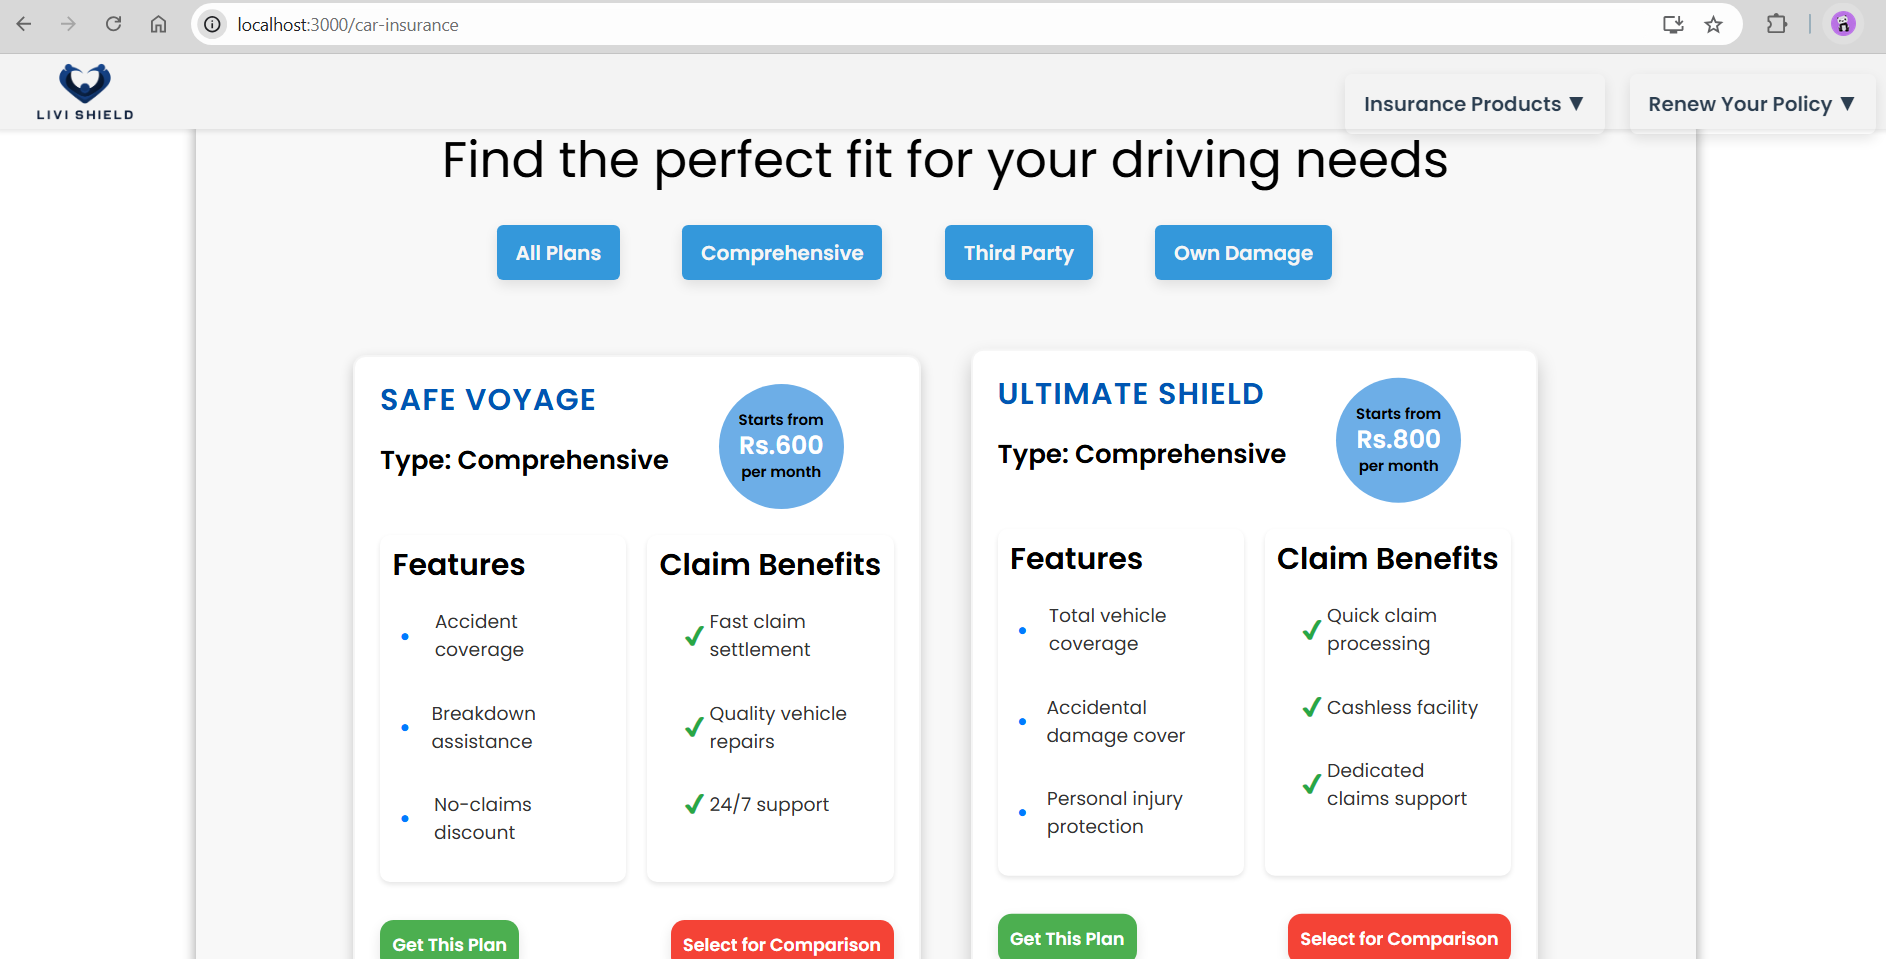 localhost:3000/car-insurance
LIVI SHIELD
Insurance Products ▼
Renew Your Policy ▼
Find the perfect fit for your driving needs
All Plans
Comprehensive
Third Party
Own Damage
SAFE VOYAGE
Type: Comprehensive
Starts from
Rs.600
per month
Features
Accident
coverage
Breakdown
assistance
No-claims
discount
Claim Benefits
Fast claim
settlement
Quality vehicle
repairs
24/7 support
Get This Plan
Select for Comparison
ULTIMATE SHIELD
Type: Comprehensive
Starts from
Rs.800
per month
Features
Total vehicle
coverage
Accidental
damage cover
Personal injury
protection
Claim Benefits
Quick claim
processing
Cashless facility
Dedicated
claims support
Get This Plan
Select for Comparison